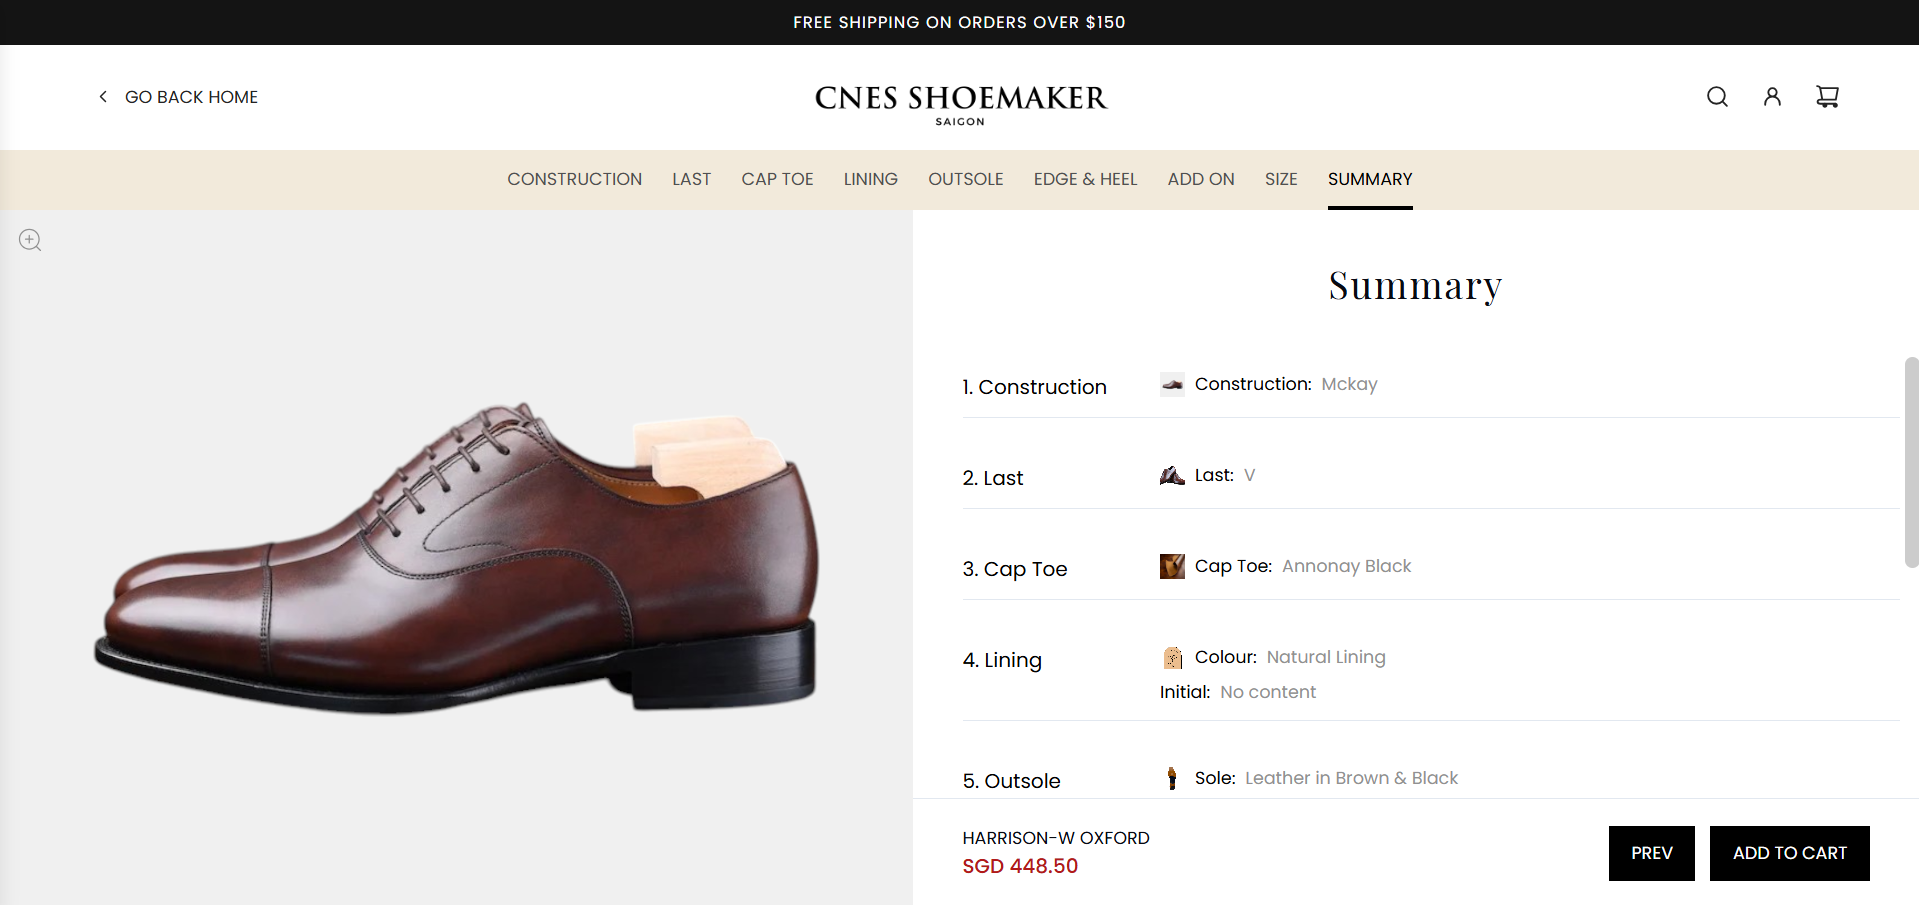 FREE SHIPPING ON ORDERS OVER $150
GO BACK HOME
CNES SHOEMAKER
SAIGON
CONSTRUCTION LAST CAP TOE LINING OUTSOLE EDGE & HEEL ADD ON SIZE SUMMARY
Summary
1. Construction Construction: Mckay
2. Last Last: V
3. Cap Toe Cap Toe: Annonay Black
4. Lining Colour: Natural Lining
Initial: No content
5. Outsole Sole: Leather in Brown & Black
HARRISON-W OXFORD
SGD 448.50
PREV ADD TO CART